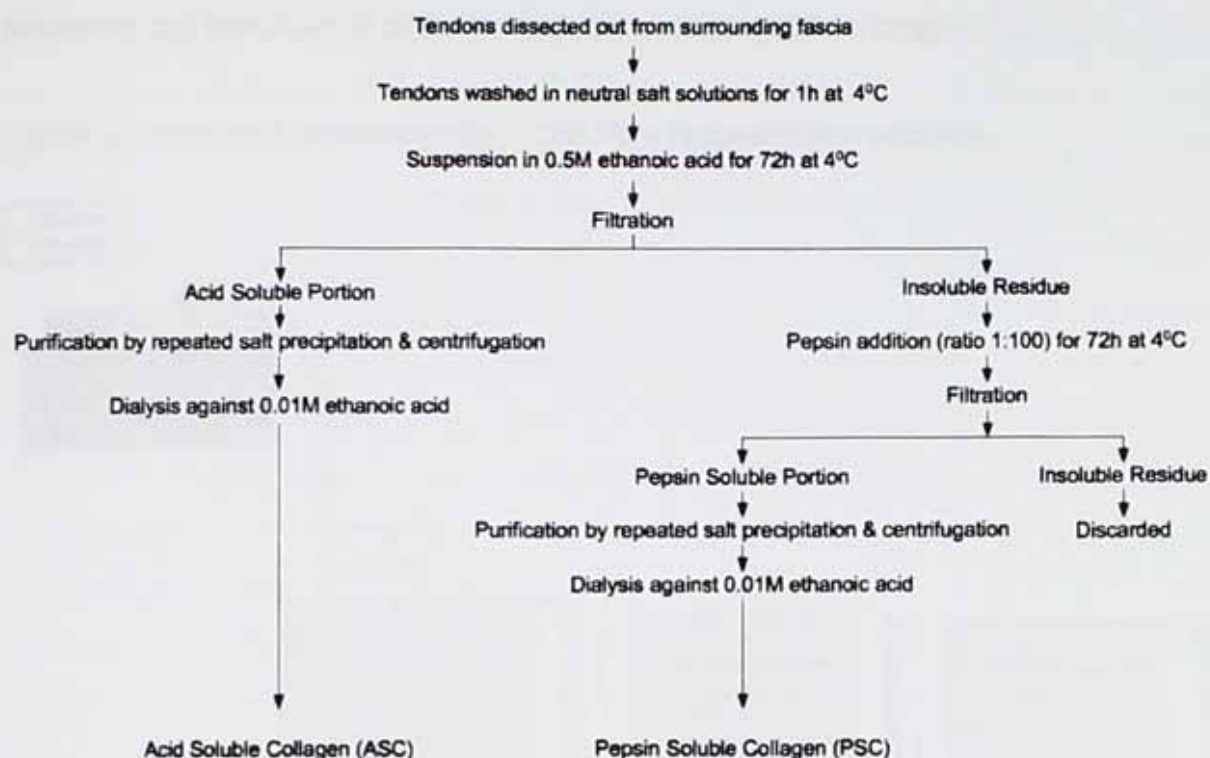 Tendons dissected out from surrounding fascia
Tendons washed in neutral salt solutions for 1h at 4⁰C
Suspension in 0.5M ethanoic acid for 72h at 4⁰C
Filtration
Acid Soluble Portion
Insoluble Residue
Purification by repeated salt precipitation & centrifugation
Pepsin addition (ratio 1:100) for 72h at 4⁰C
Dialysis against 0.01M ethanoic acid
Filtration
Pepsin Soluble Portion
Insoluble Residue
Purification by repeated salt precipitation & centrifugation
Discarded
Dialysis against 0.01M ethanoic acid
Acid Soluble Collagen (ASC)
Pepsin Soluble Collagen (PSC)